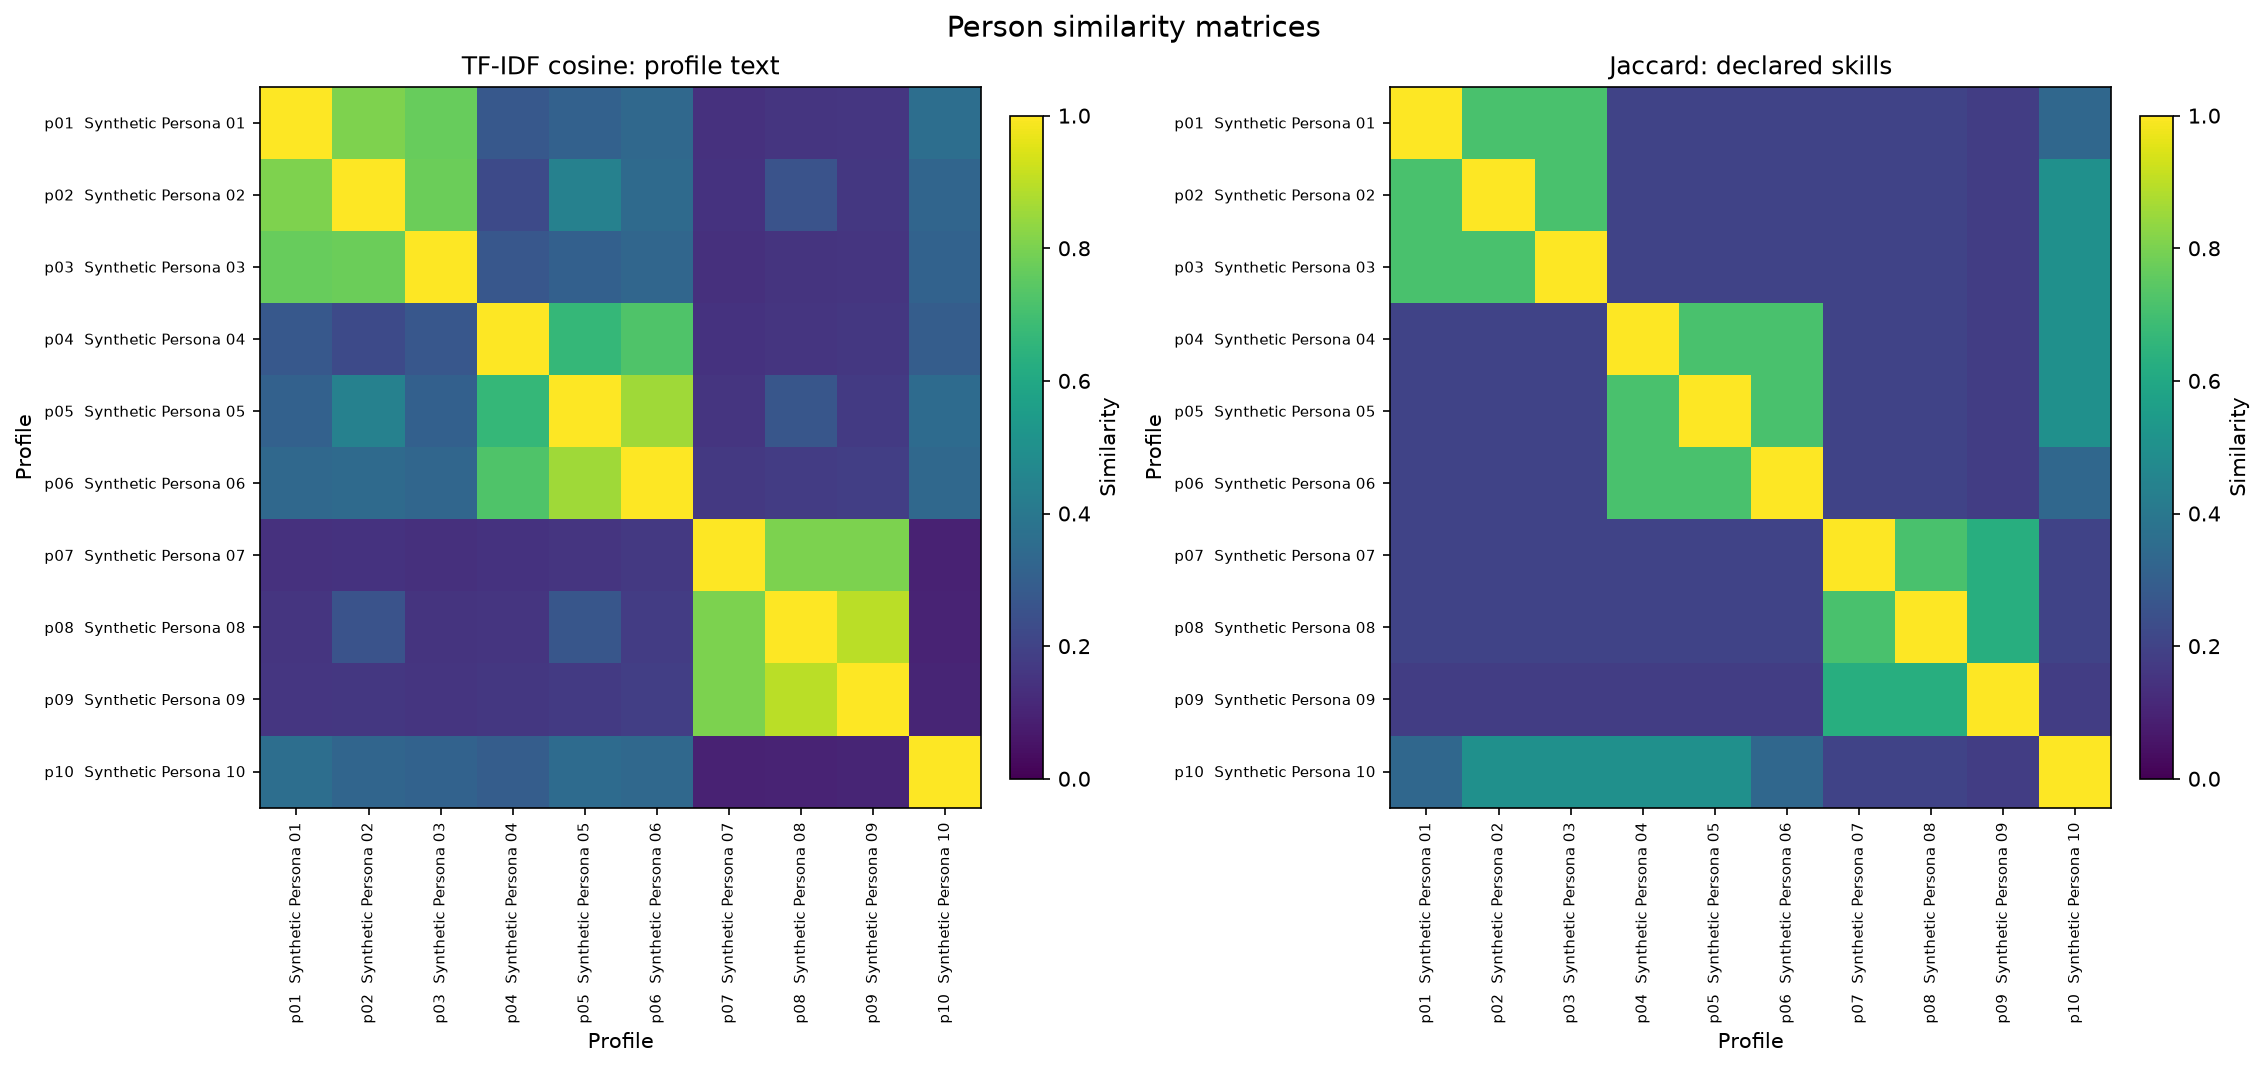 Person similarity matrices
TF-IDF cosine: profile text
Profile
p01 Synthetic Persona 01
p02 Synthetic Persona 02
p03 Synthetic Persona 03
p04 Synthetic Persona 04
p05 Synthetic Persona 05
p06 Synthetic Persona 06
p07 Synthetic Persona 07
p08 Synthetic Persona 08
p09 Synthetic Persona 09
p10 Synthetic Persona 10
p01 Synthetic Persona 01
p02 Synthetic Persona 02
p03 Synthetic Persona 03
p04 Synthetic Persona 04
p05 Synthetic Persona 05
p06 Synthetic Persona 06
p07 Synthetic Persona 07
p08 Synthetic Persona 08
p09 Synthetic Persona 09
p10 Synthetic Persona 10
Profile
1.0
0.8
0.6
0.4
0.2
0.0
Similarity
Jaccard: declared skills
Profile
p01 Synthetic Persona 01
p02 Synthetic Persona 02
p03 Synthetic Persona 03
p04 Synthetic Persona 04
p05 Synthetic Persona 05
p06 Synthetic Persona 06
p07 Synthetic Persona 07
p08 Synthetic Persona 08
p09 Synthetic Persona 09
p10 Synthetic Persona 10
p01 Synthetic Persona 01
p02 Synthetic Persona 02
p03 Synthetic Persona 03
p04 Synthetic Persona 04
p05 Synthetic Persona 05
p06 Synthetic Persona 06
p07 Synthetic Persona 07
p08 Synthetic Persona 08
p09 Synthetic Persona 09
p10 Synthetic Persona 10
Profile
1.0
0.8
0.6
0.4
0.2
0.0
Similarity